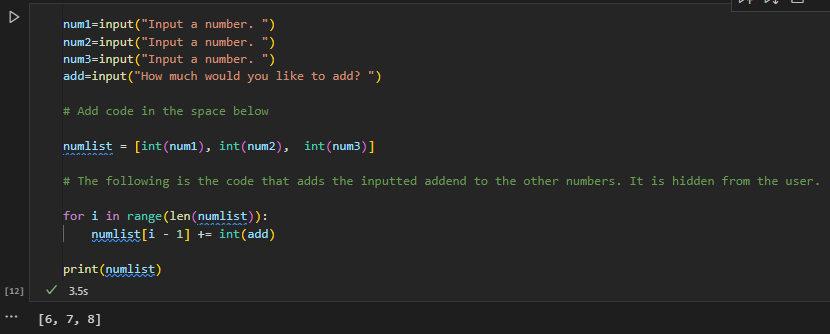 num1=input("Input a number. ")
num2=input("Input a number. ")
num3=input("Input a number. ")
add=input("How much would you like to add? ")
# Add code in the space below
numlist = [int(num1), int(num2),  int(num3)]
# The following is the code that adds the inputted addend to the other numbers. It is hidden from the user.
for i in range(len(numlist)):
    numlist[i - 1] += int(add)
print(numlist)
[12]
3.5s
[6, 7, 8]